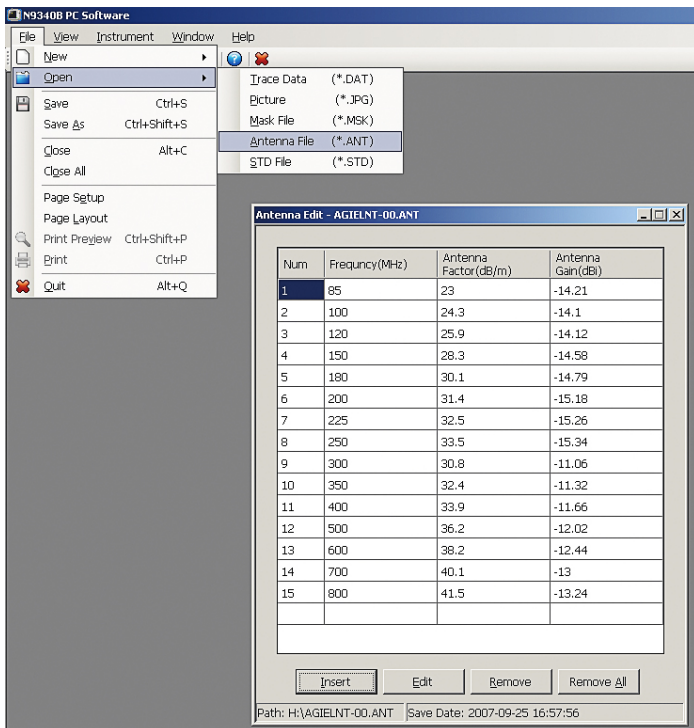 N9340B PC Software
File View Instrument Window Help
New
Open
Save Ctrl+S
Save As Ctrl+Shift+S
Close Alt+C
Close All
Page Setup
Page Layout
Print Preview Ctrl+Shift+P
Print Ctrl+P
Quit Alt+Q
Trace Data (*.DAT)
Picture (*.JPG)
Mask File (*.MSK)
Antenna File (*.ANT)
STD File (*.STD)
Antenna Edit - AGIELNT-00.ANT
Num Frequncy(MHz) Antenna Factor(dB/m) Antenna Gain(dBi)
1 85 23 -14.21
2 100 24.3 -14.1
3 120 25.9 -14.12
4 150 28.3 -14.58
5 180 30.1 -14.79
6 200 31.4 -15.18
7 225 32.5 -15.26
8 250 33.5 -15.34
9 300 30.8 -11.06
10 350 32.4 -11.32
11 400 33.9 -11.66
12 500 36.2 -12.02
13 600 38.2 -12.44
14 700 40.1 -13
15 800 41.5 -13.24
Insert Edit Remove Remove All
Path: H:\AGIELNT-00.ANT Save Date: 2007-09-25 16:57:56